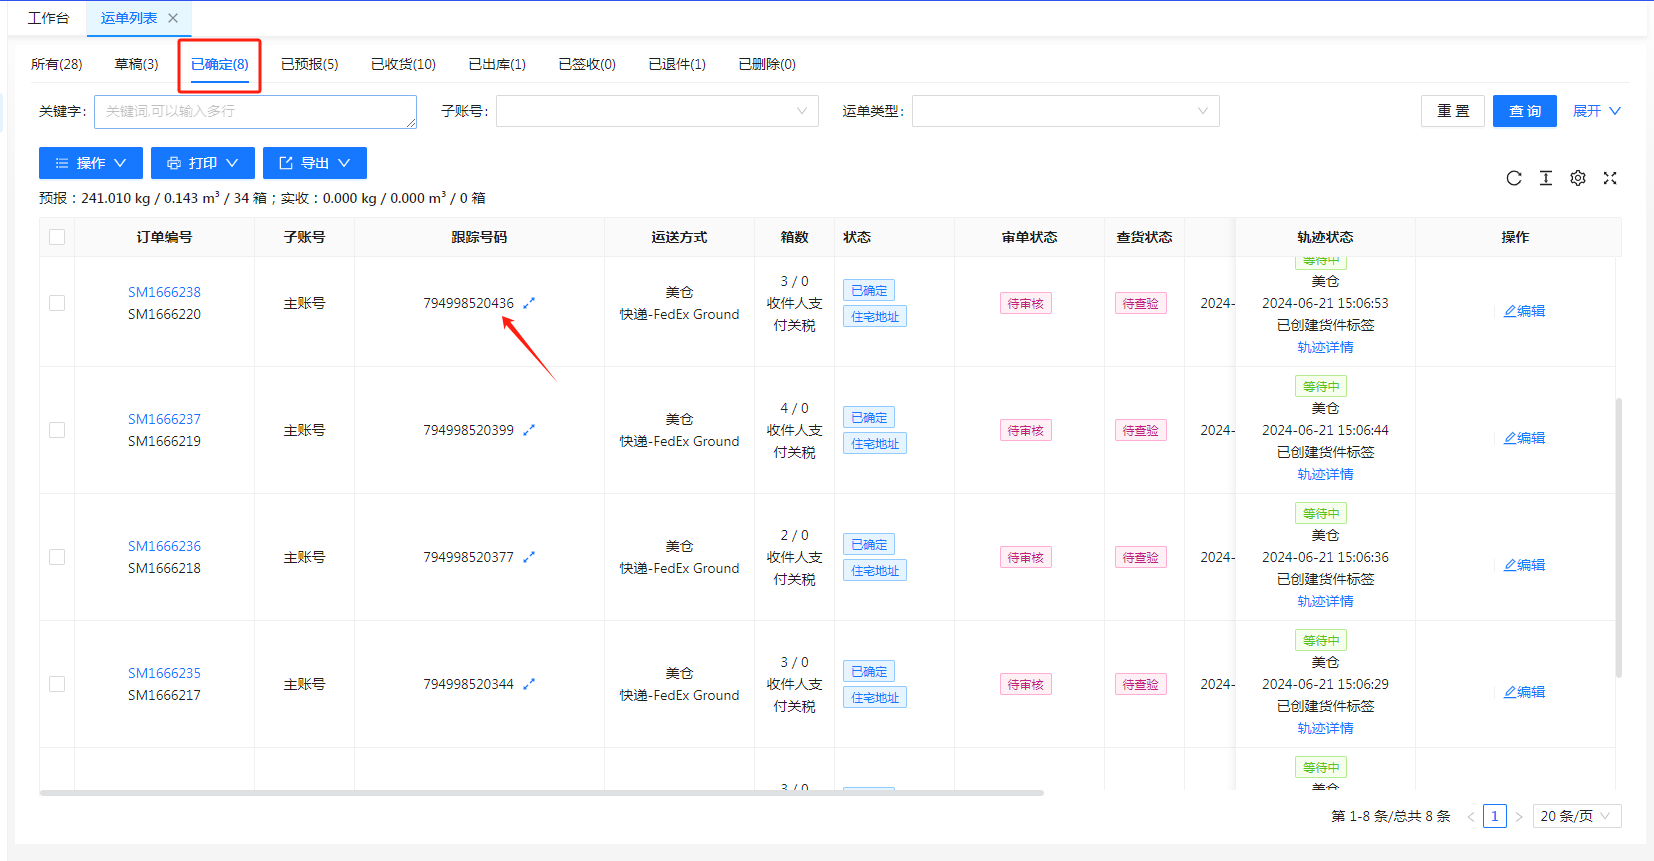 工作台 运单列表
所有(28) 草稿(3) 已确定(8) 已预报(5) 已收货(10) 已出库(1) 已签收(0) 已退件(1) 已删除(0)
关键字: 关键词,可以输入多行 子账号: 运单类型: 重 置 查 询 展开
操作 打印 导出
预报：241.010 kg / 0.143 m³ / 34 箱；实收：0.000 kg / 0.000 m³ / 0 箱
订单编号 子账号 跟踪号码 运送方式 箱数 状态 审单状态 查货状态 轨迹状态 操作
SM1666238
SM1666220
主账号
794998520436
美仓
快递-FedEx Ground
3 / 0
收件人支
付关税
已确定
住宅地址
待审核
待查验
2024-
等待中
美仓
2024-06-21 15:06:53
已创建货件标签
轨迹详情
编辑
SM1666237
SM1666219
主账号
794998520399
美仓
快递-FedEx Ground
4 / 0
收件人支
付关税
已确定
住宅地址
待审核
待查验
2024-
等待中
美仓
2024-06-21 15:06:44
已创建货件标签
轨迹详情
编辑
SM1666236
SM1666218
主账号
794998520377
美仓
快递-FedEx Ground
2 / 0
收件人支
付关税
已确定
住宅地址
待审核
待查验
2024-
等待中
美仓
2024-06-21 15:06:36
已创建货件标签
轨迹详情
编辑
SM1666235
SM1666217
主账号
794998520344
美仓
快递-FedEx Ground
3 / 0
收件人支
付关税
已确定
住宅地址
待审核
待查验
2024-
等待中
美仓
2024-06-21 15:06:29
已创建货件标签
轨迹详情
编辑
3 / 0
等待中
美仓
第 1-8 条/总共 8 条 < 1 > 20 条/页